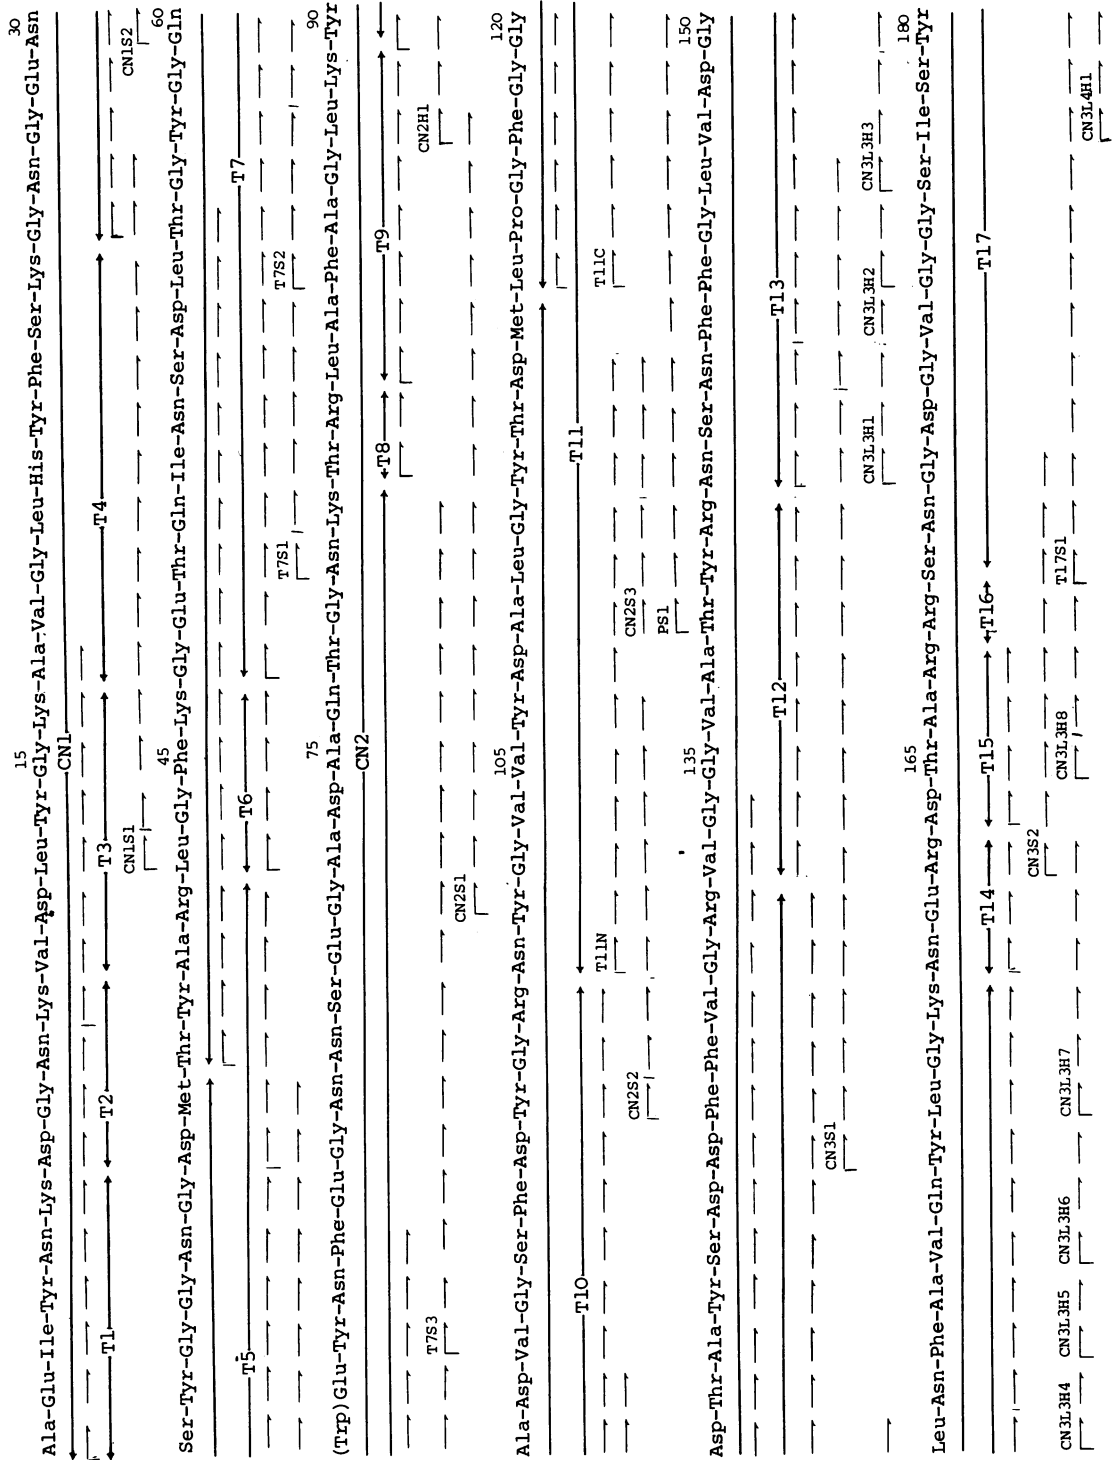 15 30
Ala-Glu-Ile-Tyr-Asn-Lys-Asp-Gly-Asn-Lys-Val-Asp-Leu-Tyr-Gly-Lys-Ala-Val-Gly-Leu-His-Tyr-Phe-Ser-Lys-Gly-Asn-Gly-Glu-Asn
CN1
T1 T2 T3 T4
CN1S1 CN1S2
45 60
Ser-Tyr-Gly-Gly-Asn-Gly-Asp-Met-Thr-Tyr-Ala-Arg-Leu-Gly-Phe-Lys-Gly-Glu-Thr-Gln-Ile-Asn-Ser-Asp-Leu-Thr-Gly-Tyr-Gly-Gln
T5 T6 T7
T7S1 T7S2
75 90
(Trp)Glu-Tyr-Asn-Phe-Glu-Gly-Asn-Asn-Ser-Glu-Gly-Ala-Asp-Ala-Gln-Thr-Gly-Asn-Lys-Thr-Arg-Leu-Ala-Phe-Ala-Gly-Leu-Lys-Tyr
CN2
T8 T9
T7S3 CN2H1
CN2S1
105 120
Ala-Asp-Val-Gly-Ser-Phe-Asp-Tyr-Gly-Arg-Asn-Tyr-Gly-Val-Val-Tyr-Asp-Ala-Leu-Gly-Tyr-Thr-Asp-Met-Leu-Pro-Gly-Phe-Gly-Gly
T10 T11
T11N T11C
CN2S2 CN2S3
PS1
135 150
Asp-Thr-Ala-Tyr-Ser-Asp-Asp-Phe-Phe-Val-Gly-Arg-Val-Gly-Gly-Val-Ala-Thr-Tyr-Arg-Asn-Ser-Asn-Phe-Phe-Gly-Leu-Val-Asp-Gly
T12 T13
CN3S1
CN3L3H1 CN3L3H2 CN3L3H3
165 180
Leu-Asn-Phe-Ala-Val-Gln-Tyr-Leu-Gly-Lys-Asn-Glu-Arg-Asp-Thr-Ala-Arg-Arg-Ser-Asn-Gly-Asp-Gly-Val-Gly-Gly-Ser-Ile-Ser-Tyr
T14 T15 T16 T17
CN3S2
CN3L3H4 CN3L3H5 CN3L3H6 CN3L3H7 CN3L3H8 T17S1
CN3L4H1